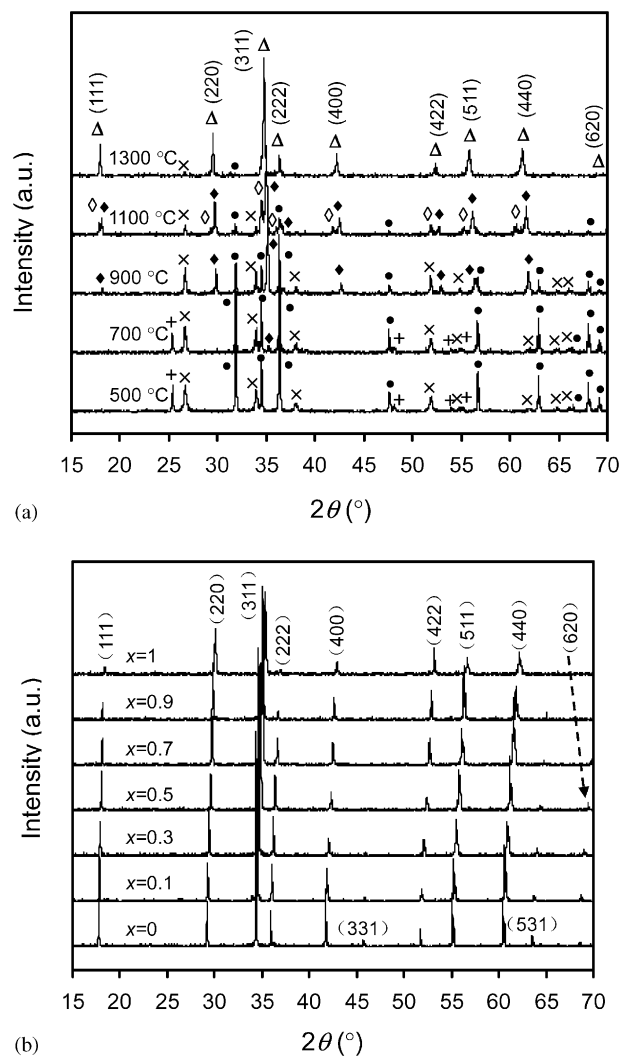 (111)
(220)
(311)
(222)
(400)
(422)
(511)
(440)
(620)
1300 °C
1100 °C
900 °C
700 °C
500 °C
Intensity (a.u.)
15 20 25 30 35 40 45 50 55 60 65 70
(a)
2θ (°)
(111)
(220)
(311)
(222)
(400)
(422)
(511)
(440)
(620)
x=1
x=0.9
x=0.7
x=0.5
x=0.3
x=0.1
x=0
(331)
(531)
Intensity (a.u.)
15 20 25 30 35 40 45 50 55 60 65 70
(b)
2θ (°)